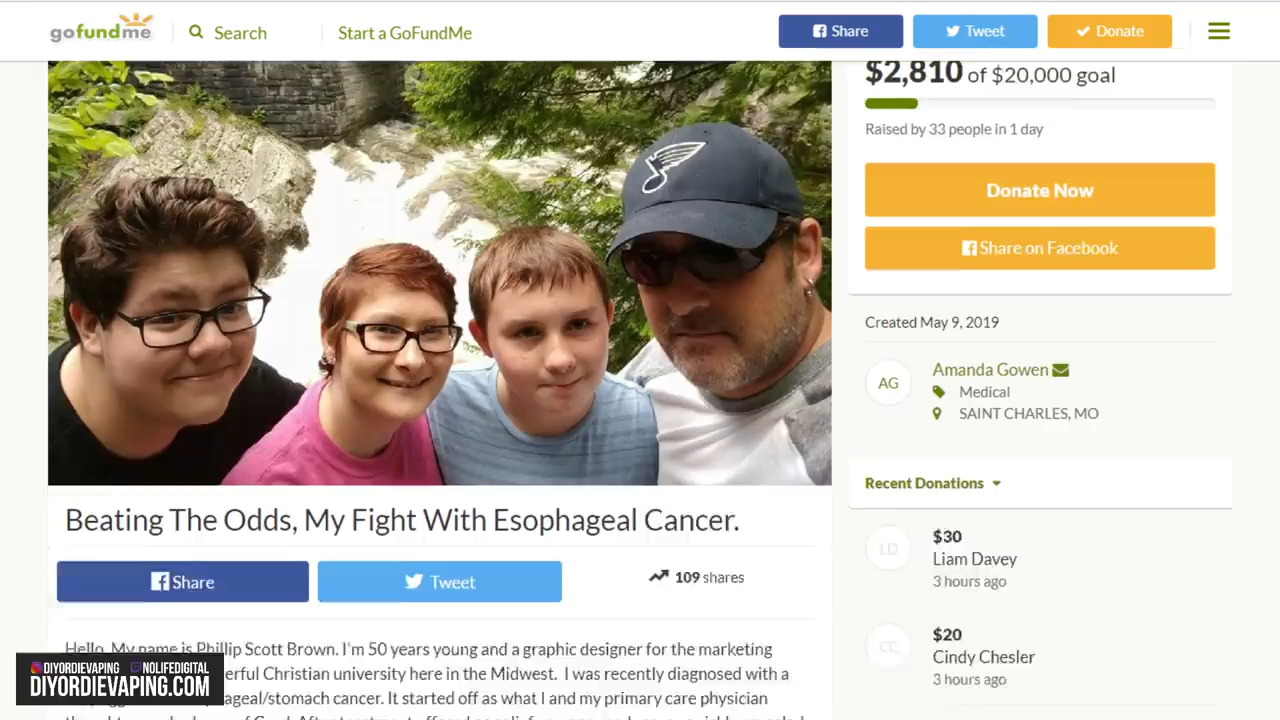 gofundme
Search
Start a GoFundMe
Share
Tweet
Donate
$2,810 of $20,000 goal
Raised by 33 people in 1 day
Donate Now
Share on Facebook
Created May 9, 2019
AG
Amanda Gowen
Medical
SAINT CHARLES, MO
Recent Donations
LD
$30
Liam Davey
3 hours ago
CC
$20
Cindy Chesler
3 hours ago
Beating The Odds, My Fight With Esophageal Cancer.
Share
Tweet
109 shares
Hello, My name is Phillip Scott Brown. I'm 50 years young and a graphic designer for the marketing
erful Christian university here in the Midwest. I was recently diagnosed with a
ageal/stomach cancer. It started off as what I and my primary care physician
DIYORDIEVAPING NOLIFEDIGITAL
DIYORDIEVAPING.COM